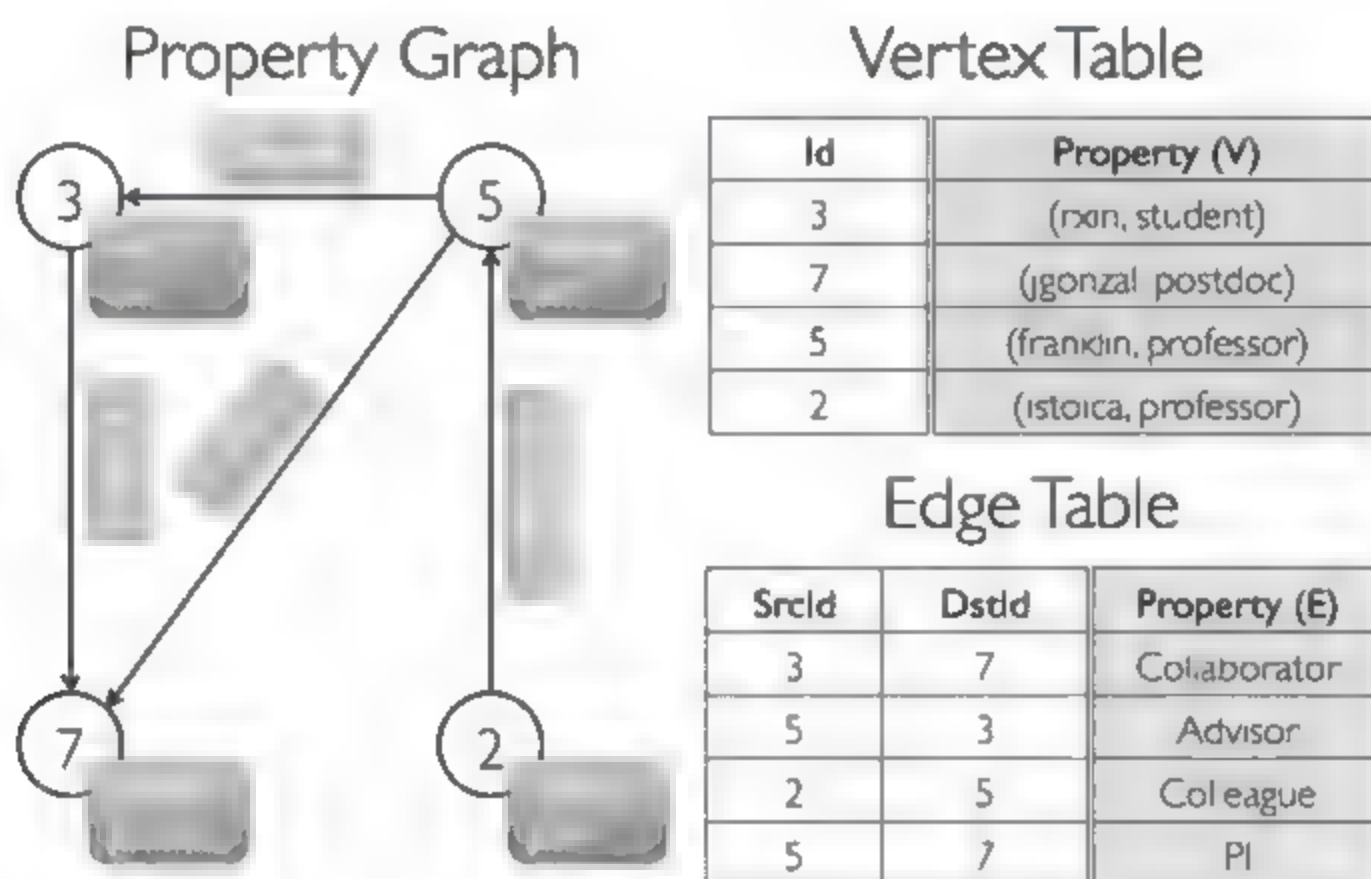 Property Graph
3
5
7
2
Vertex Table
Id Property (V)
3 (rxin, student)
7 (jgonzal postdoc)
5 (franklin, professor)
2 (istoica, professor)
Edge Table
SrcId DstId Property (E)
3 7 Collaborator
5 3 Advisor
2 5 Colleague
5 7 PI